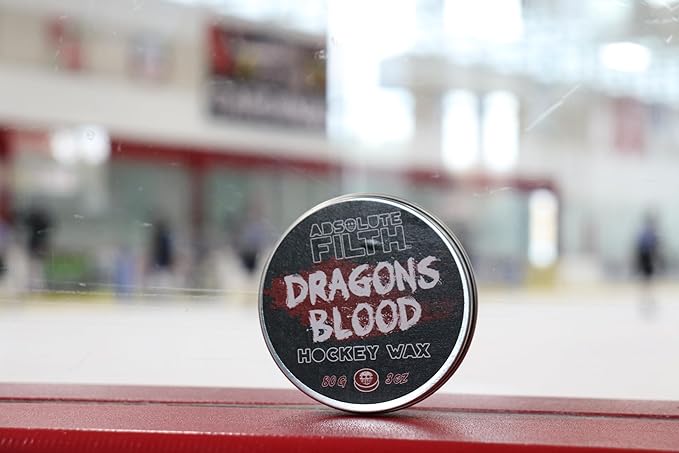 ABSOLUTE
FILTH
DRAGONS
BLOOD
HOCKEY WAX
80 G 3 OZ